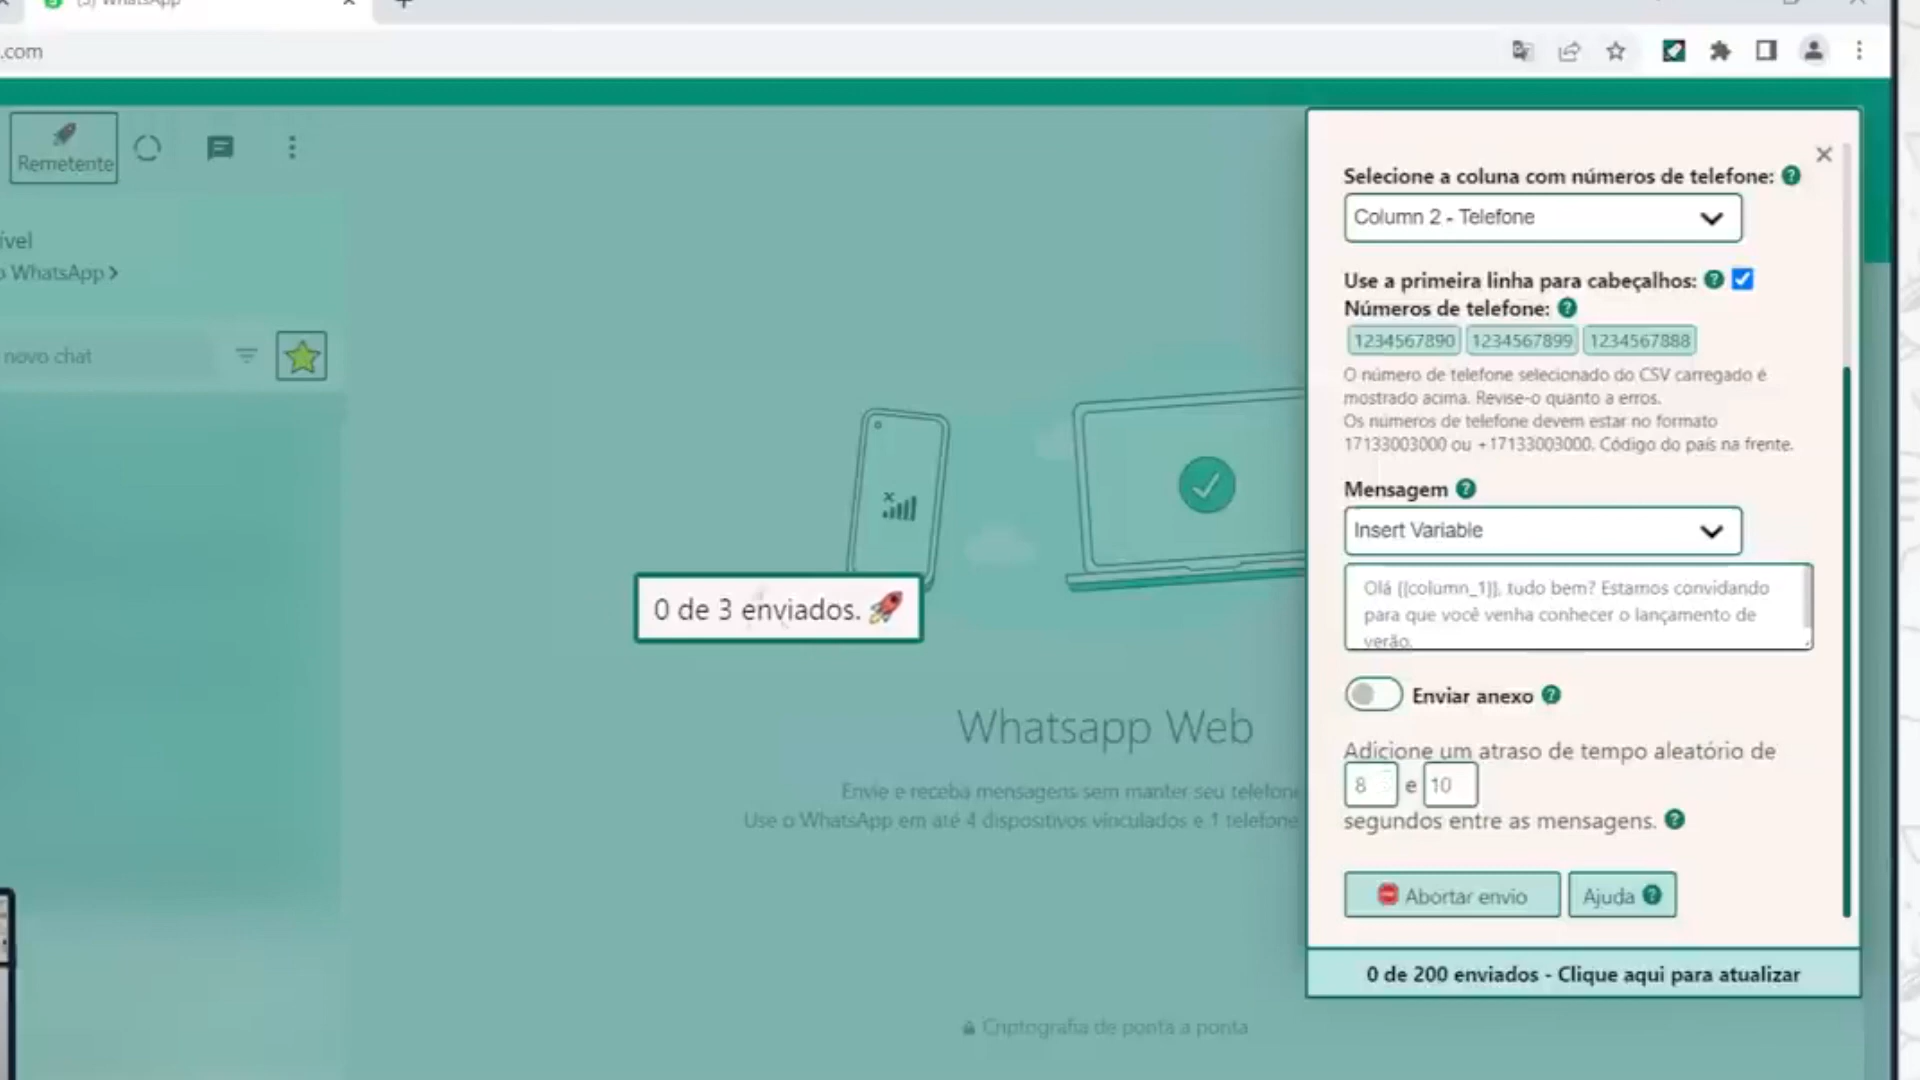 WhatsApp
.com
Remetente
ível
o WhatsApp
novo chat
0 de 3 enviados.
Whatsapp Web
Envie e receba mensagens sem manter seu telefone
Use o WhatsApp em até 4 dispositivos vinculados e 1 telefone
Criptografia de ponta a ponta
Selecione a coluna com números de telefone: ?
Column 2 - Telefone
Use a primeira linha para cabeçalhos: ?
Números de telefone: ?
1234567890 1234567899 1234567888
O número de telefone selecionado do CSV carregado é
mostrado acima. Revise-o quanto a erros.
Os números de telefone devem estar no formato
17133003000 ou +17133003000. Código do país na frente.
Mensagem ?
Insert Variable
Olá {{column_1}}, tudo bem? Estamos convidando
para que você venha conhecer o lançamento de
verão.
Enviar anexo ?
Adicione um atraso de tempo aleatório de
8 e 10
segundos entre as mensagens. ?
Abortar envio
Ajuda ?
0 de 200 enviados - Clique aqui para atualizar